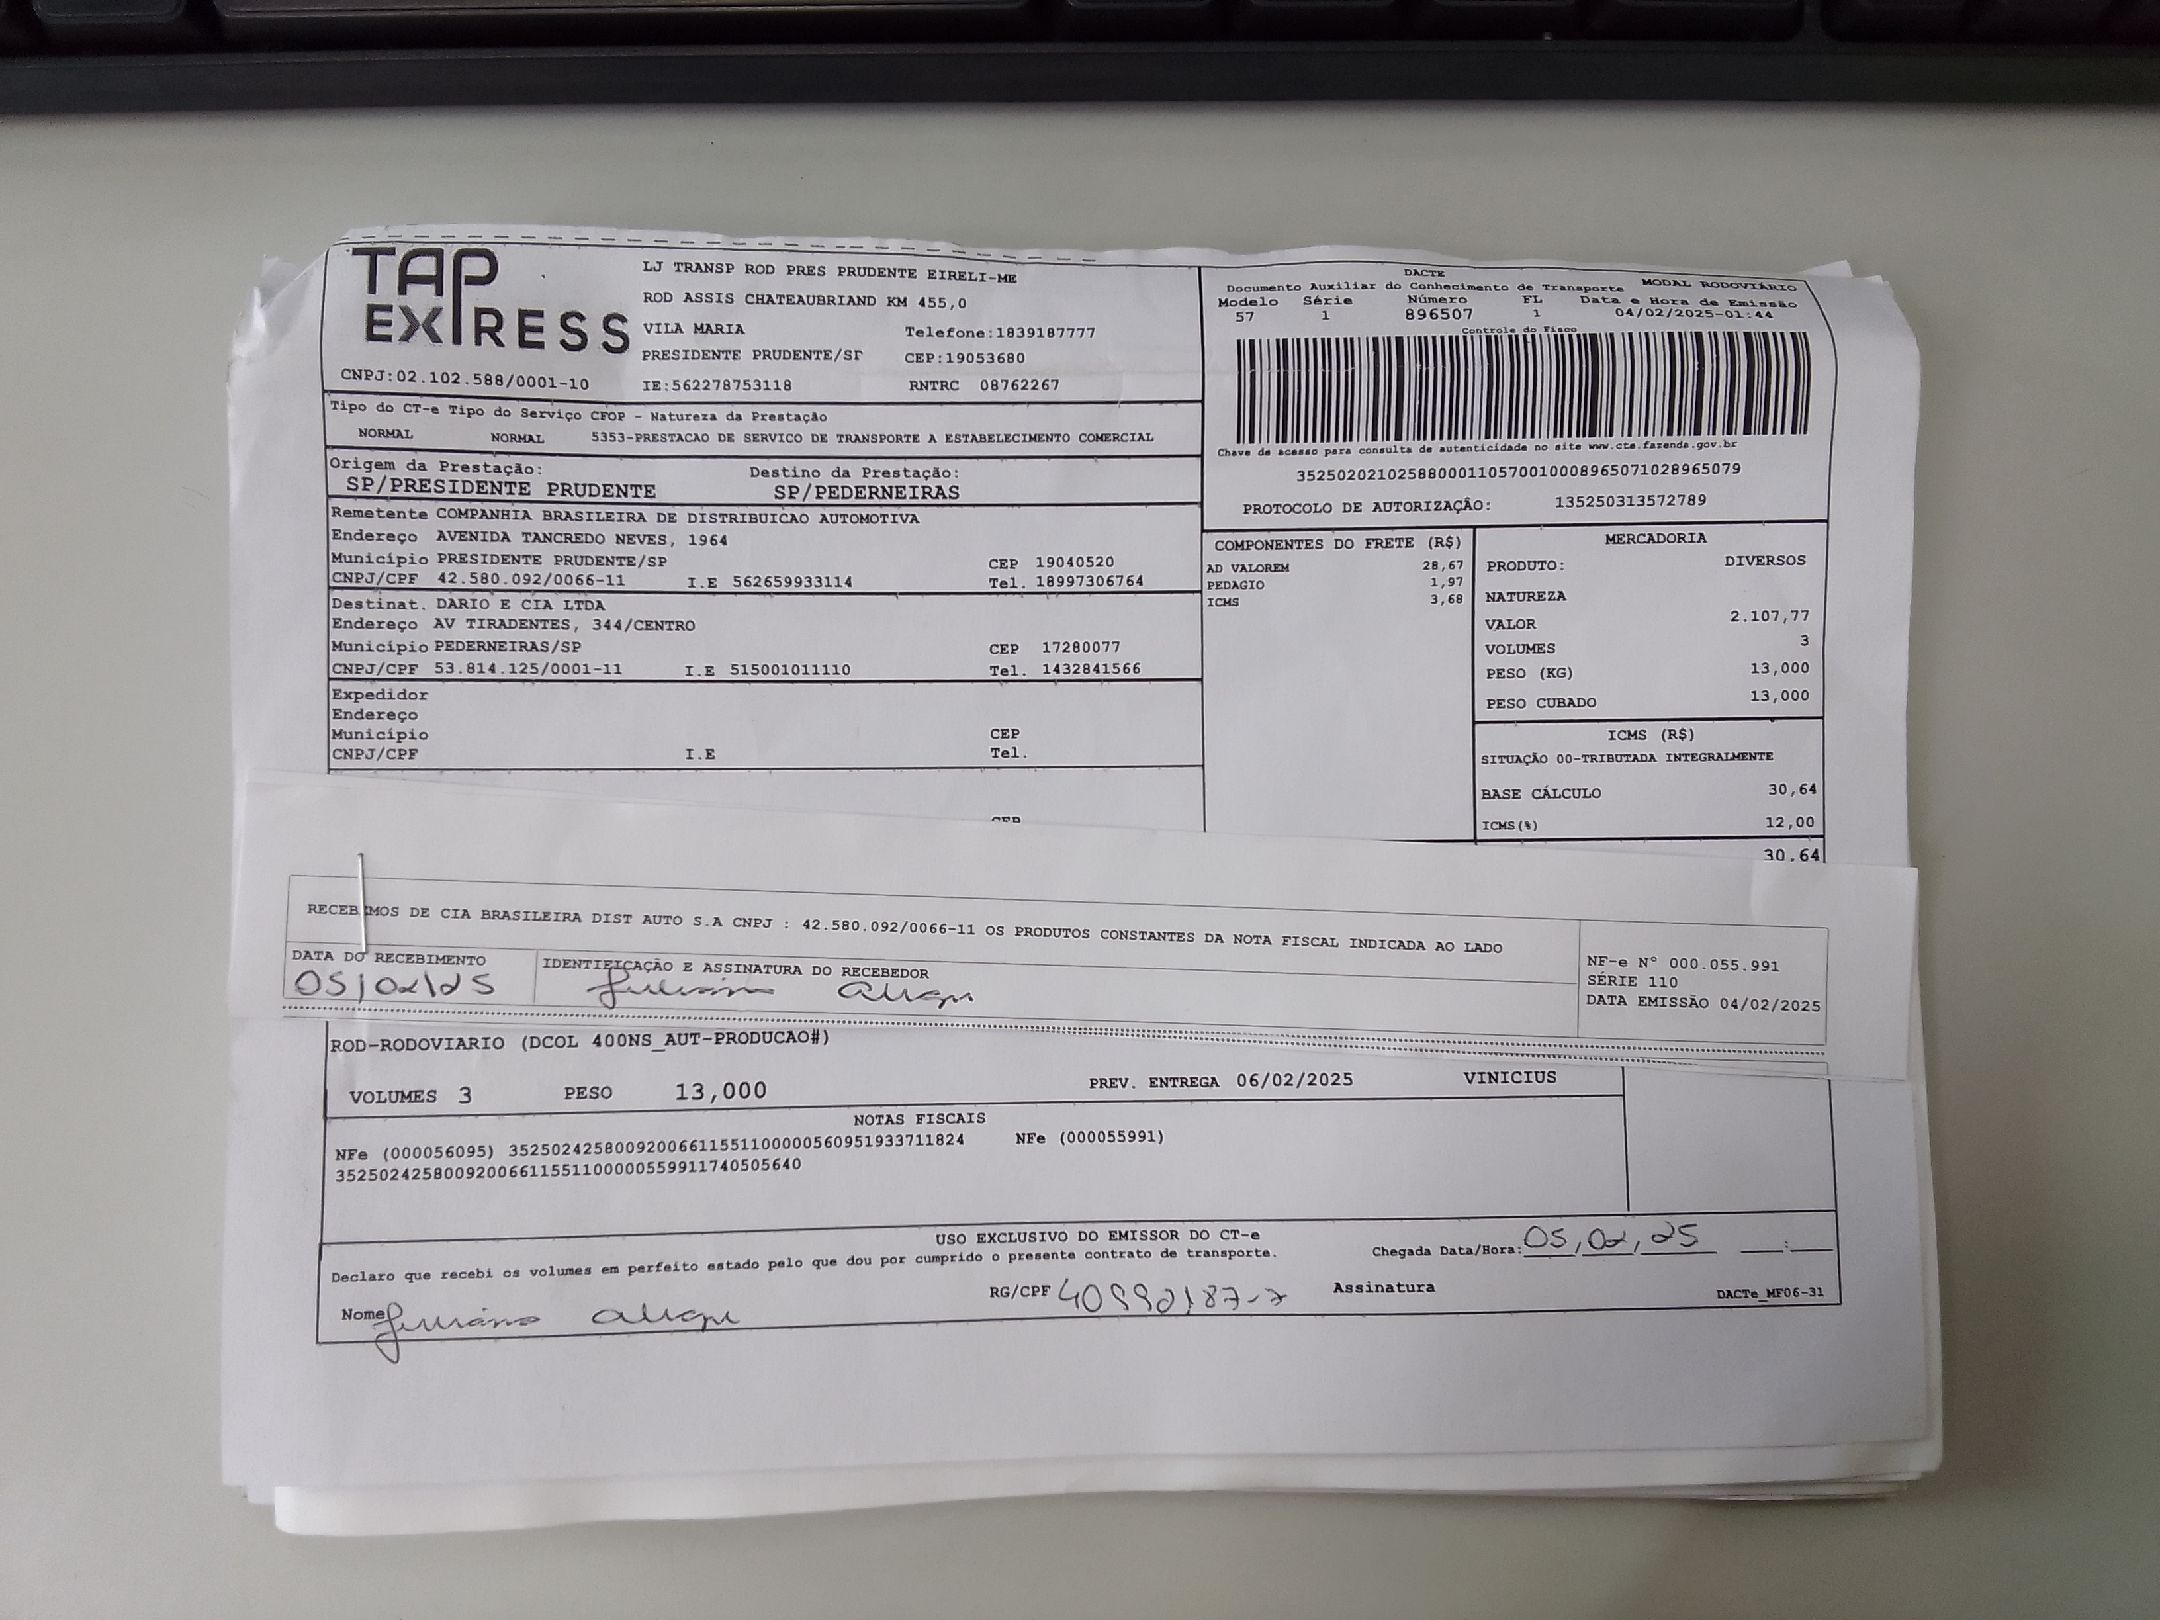 TAP EXPRESS
CNPJ:02.102.588/0001-10
LJ TRANSP ROD PRES PRUDENTE EIRELI-ME
ROD ASSIS CHATEAUBRIAND KM 455,0
VILA MARIA Telefone:1839187777
PRESIDENTE PRUDENTE/SP CEP:19053680
IE:562278753118 RNTRC 08762267
DACTE
Documento Auxiliar do Conhecimento de Transporte MODAL RODOVIÁRIO
Modelo Série Número FL Data e Hora de Emissão
57 1 896507 1 04/02/2025-01:44
Controle do Fisco
Chave de acesso para consulta de autenticidade no site www.cte.fazenda.gov.br
35250202102588000110570010008965071028965079
PROTOCOLO DE AUTORIZAÇÂO: 135250313572789
Tipo do CT-e Tipo do Serviço CFOP - Natureza da Prestação
NORMAL NORMAL 5353-PRESTACAO DE SERVICO DE TRANSPORTE A ESTABELECIMENTO COMERCIAL
Origem da Prestação: Destino da Prestação:
SP/PRESIDENTE PRUDENTE SP/PEDERNEIRAS
Remetente COMPANHIA BRASILEIRA DE DISTRIBUICAO AUTOMOTIVA
Endereço AVENIDA TANCREDO NEVES, 1964
Município PRESIDENTE PRUDENTE/SP CEP 19040520
CNPJ/CPF 42.580.092/0066-11 I.E 562659933114 Tel. 18997306764
Destinat. DARIO E CIA LTDA
Endereço AV TIRADENTES, 344/CENTRO
Município PEDERNEIRAS/SP CEP 17280077
CNPJ/CPF 53.814.125/0001-11 I.E 515001011110 Tel. 1432841566
Expedidor
Endereço
Município CEP
CNPJ/CPF I.E Tel.
CEP
COMPONENTES DO FRETE (R$)
AD VALOREM 28,67
PEDAGIO 1,97
ICMS 3,68
MERCADORIA
PRODUTO: DIVERSOS
NATUREZA
VALOR 2.107,77
VOLUMES 3
PESO (KG) 13,000
PESO CUBADO 13,000
ICMS (R$)
SITUAÇÃO 00-TRIBUTADA INTEGRALMENTE
BASE CÁLCULO 30,64
ICMS(%) 12,00
30,64
RECEBEMOS DE CIA BRASILEIRA DIST AUTO S.A CNPJ : 42.580.092/0066-11 OS PRODUTOS CONSTANTES DA NOTA FISCAL INDICADA AO LADO
DATA DO RECEBIMENTO IDENTIFICAÇÃO E ASSINATURA DO RECEBEDOR
05/02/25
NF-e N° 000.055.991
SÉRIE 110
DATA EMISSÃO 04/02/2025
ROD-RODOVIARIO (DCOL 400NS_AUT-PRODUCAO#)
VOLUMES 3 PESO 13,000 PREV. ENTREGA 06/02/2025 VINICIUS
NOTAS FISCAIS
NFe (000056095) 35250242580092006611551100000560951933711824 NFe (000055991)
35250242580092006611551100000559911740505640
USO EXCLUSIVO DO EMISSOR DO CT-e
Declaro que recebi os volumes em perfeito estado pelo que dou por cumprido o presente contrato de transporte. Chegada Data/Hora: 05,02,25 __:__
Nome RG/CPF Assinatura DACTe_MF06-31